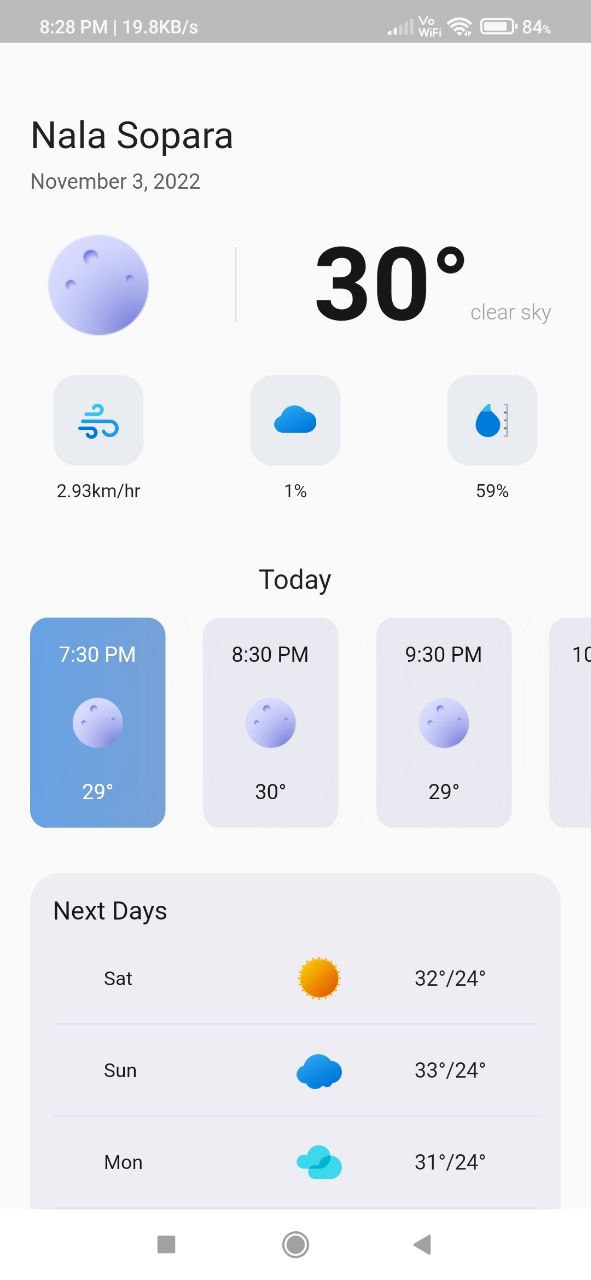 8:28 PM | 19.8KB/s Vo WiFi 84%
Nala Sopara
November 3, 2022
30° clear sky
2.93km/hr 1% 59%
Today
7:30 PM 8:30 PM 9:30 PM 10
29° 30° 29°
Next Days
Sat 32°/24°
Sun 33°/24°
Mon 31°/24°